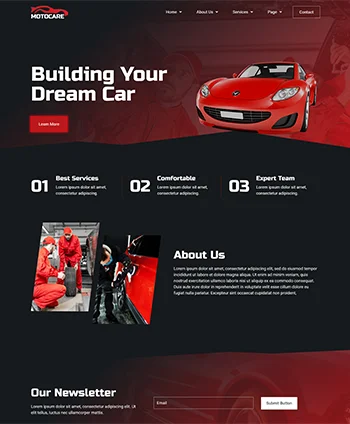 MOTOCARE
Home
About Us
Services
Page
Contact
Building Your
Dream Car
Learn More
01
Best Services
Lorem ipsum dolor sit amet,
consectetur adipiscing.
02
Comfortable
Lorem ipsum dolor sit amet,
consectetur adipiscing.
03
Expert Team
Lorem ipsum dolor sit amet,
consectetur adipiscing.
About Us
Lorem ipsum dolor sit amet, consectetur adipiscing elit, sed do eiusmod tempor
incididunt ut labore et dolore magna aliqua. Ut enim ad minim veniam, quis
nostrud exercitation ullamco laboris nisi ut aliquip ex ea commodo consequat.
Duis aute irure dolor in reprehenderit in voluptate velit esse cillum dolore eu
fugiat nulla pariatur. Excepteur sint occaecat cupidatat non proident,
Our Newsletter
Lorem ipsum dolor sit amet, consectetur elit
tellus, luctus nec ullamcorper mattis
Email
Submit Button